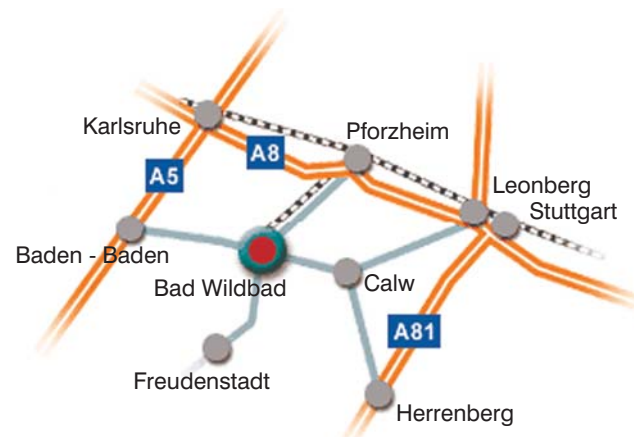 Karlsruhe
Pforzheim
A8
A5
Leonberg
Stuttgart
Baden - Baden
Bad Wildbad
Calw
A81
Freudenstadt
Herrenberg